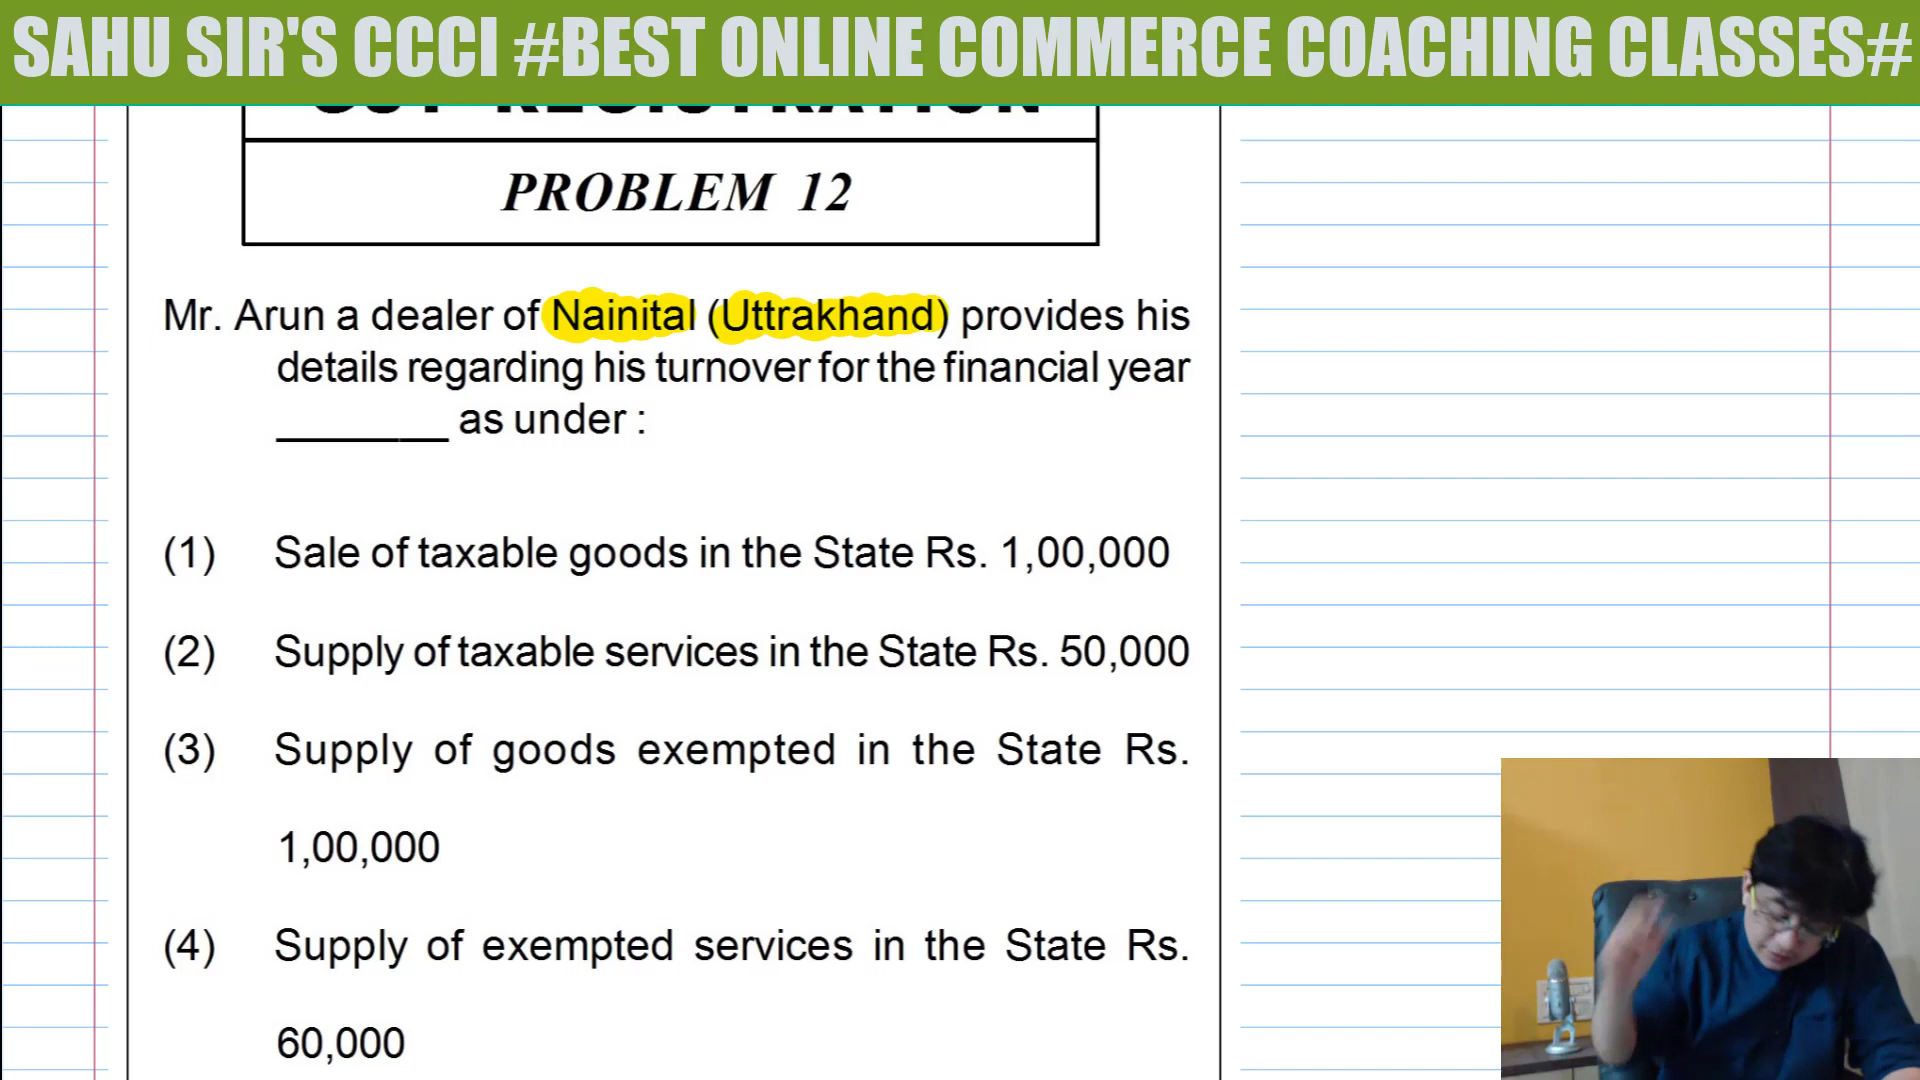 SAHU SIR'S CCCI #BEST ONLINE COMMERCE COACHING CLASSES#
GST REGISTRATION
PROBLEM 12
Mr. Arun a dealer of Nainital (Uttrakhand) provides his
details regarding his turnover for the financial year
________ as under :
(1) Sale of taxable goods in the State Rs. 1,00,000
(2) Supply of taxable services in the State Rs. 50,000
(3) Supply of goods exempted in the State Rs.
1,00,000
(4) Supply of exempted services in the State Rs.
60,000